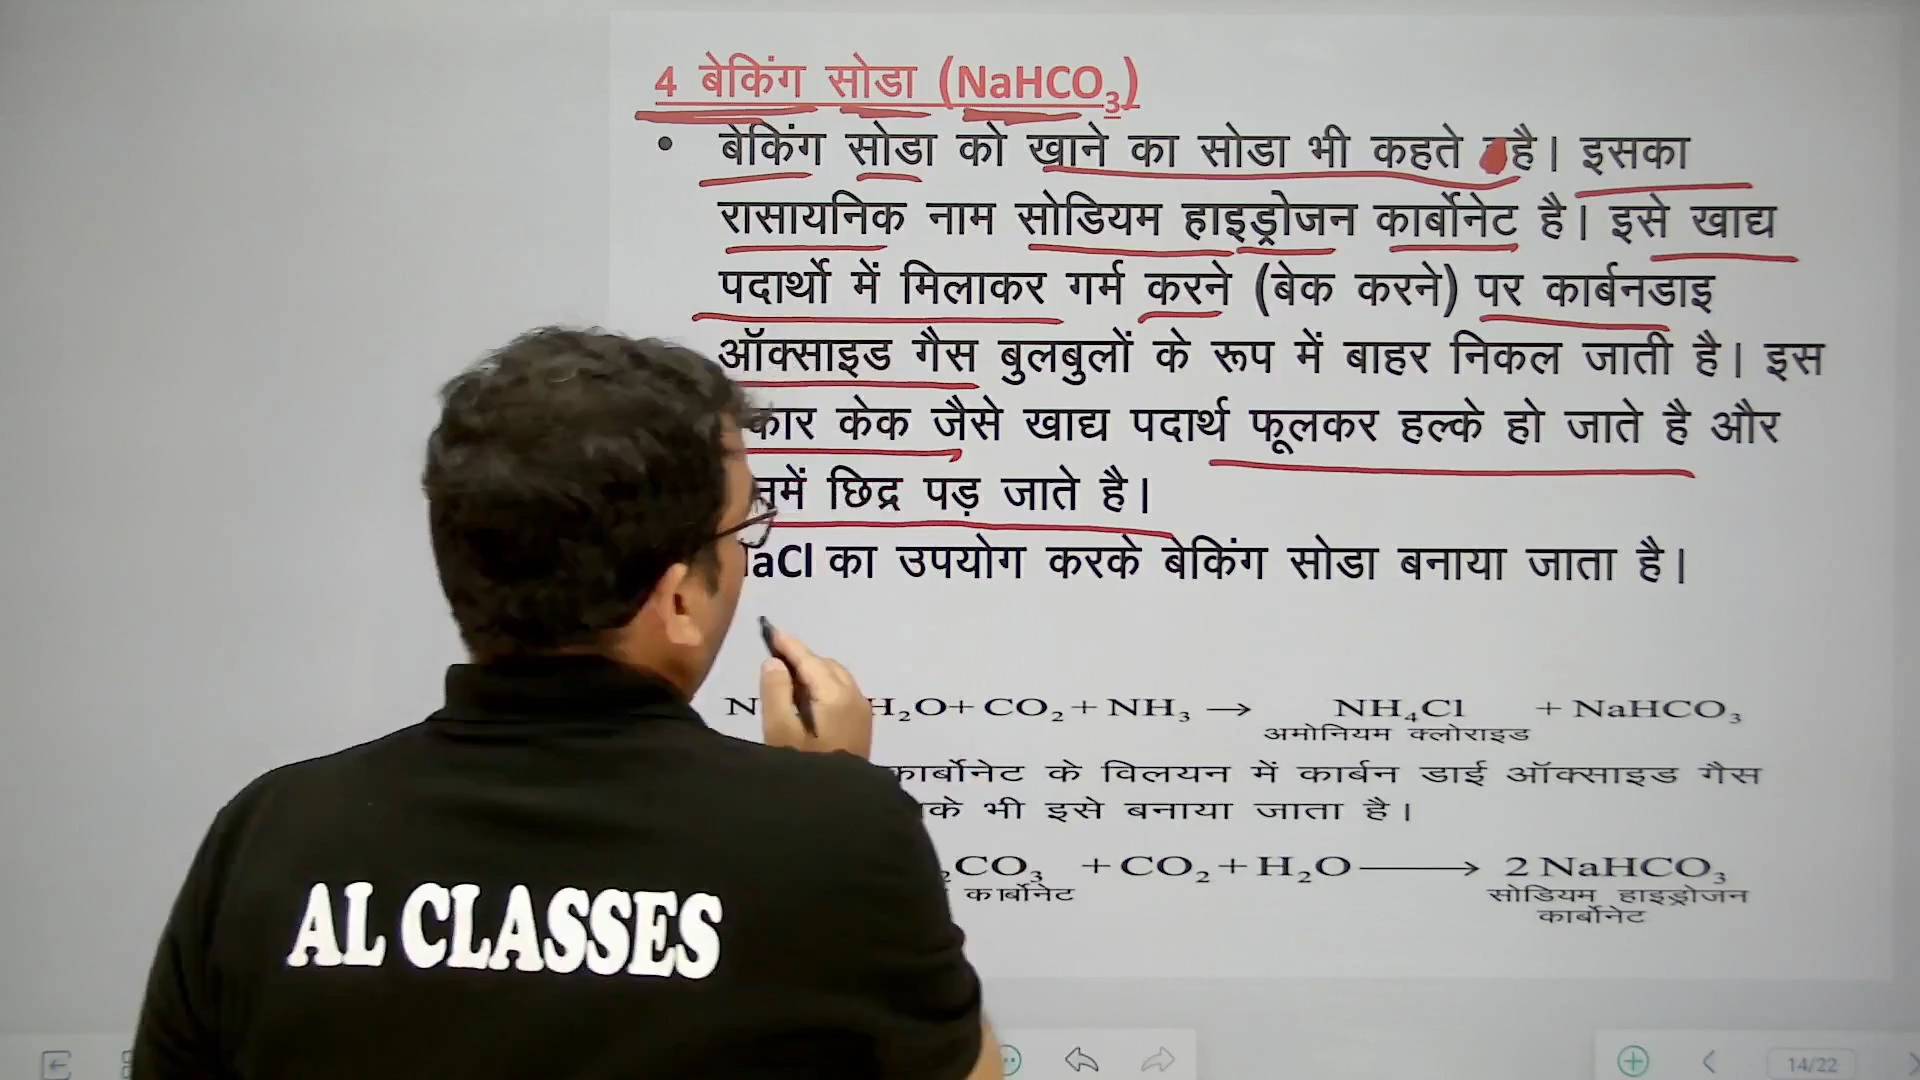 4 बेकिंग सोडा (NaHCO₃)
• बेकिंग सोडा को खाने का सोडा भी कहते है। इसका
रासायनिक नाम सोडियम हाइड्रोजन कार्बोनेट है। इसे खाद्य
पदार्थो में मिलाकर गर्म करने (बेक करने) पर कार्बनडाइ
ऑक्साइड गैस बुलबुलों के रूप में बाहर निकल जाती है। इस
केक जैसे खाद्य पदार्थ फूलकर हल्के हो जाते है और
छिद्र पड़ जाते है।
का उपयोग करके बेकिंग सोडा बनाया जाता है।
H₂O+ CO₂ + NH₃ → NH₄Cl + NaHCO₃
अमोनियम क्लोराइड
कार्बोनेट के विलयन में कार्बन डाई ऑक्साइड गैस
भी इसे बनाया जाता है।
CO₃ + CO₂ + H₂O ⟶ 2 NaHCO₃
कार्बोनेट सोडियम हाइड्रोजन
कार्बोनेट
AL CLASSES
14/22